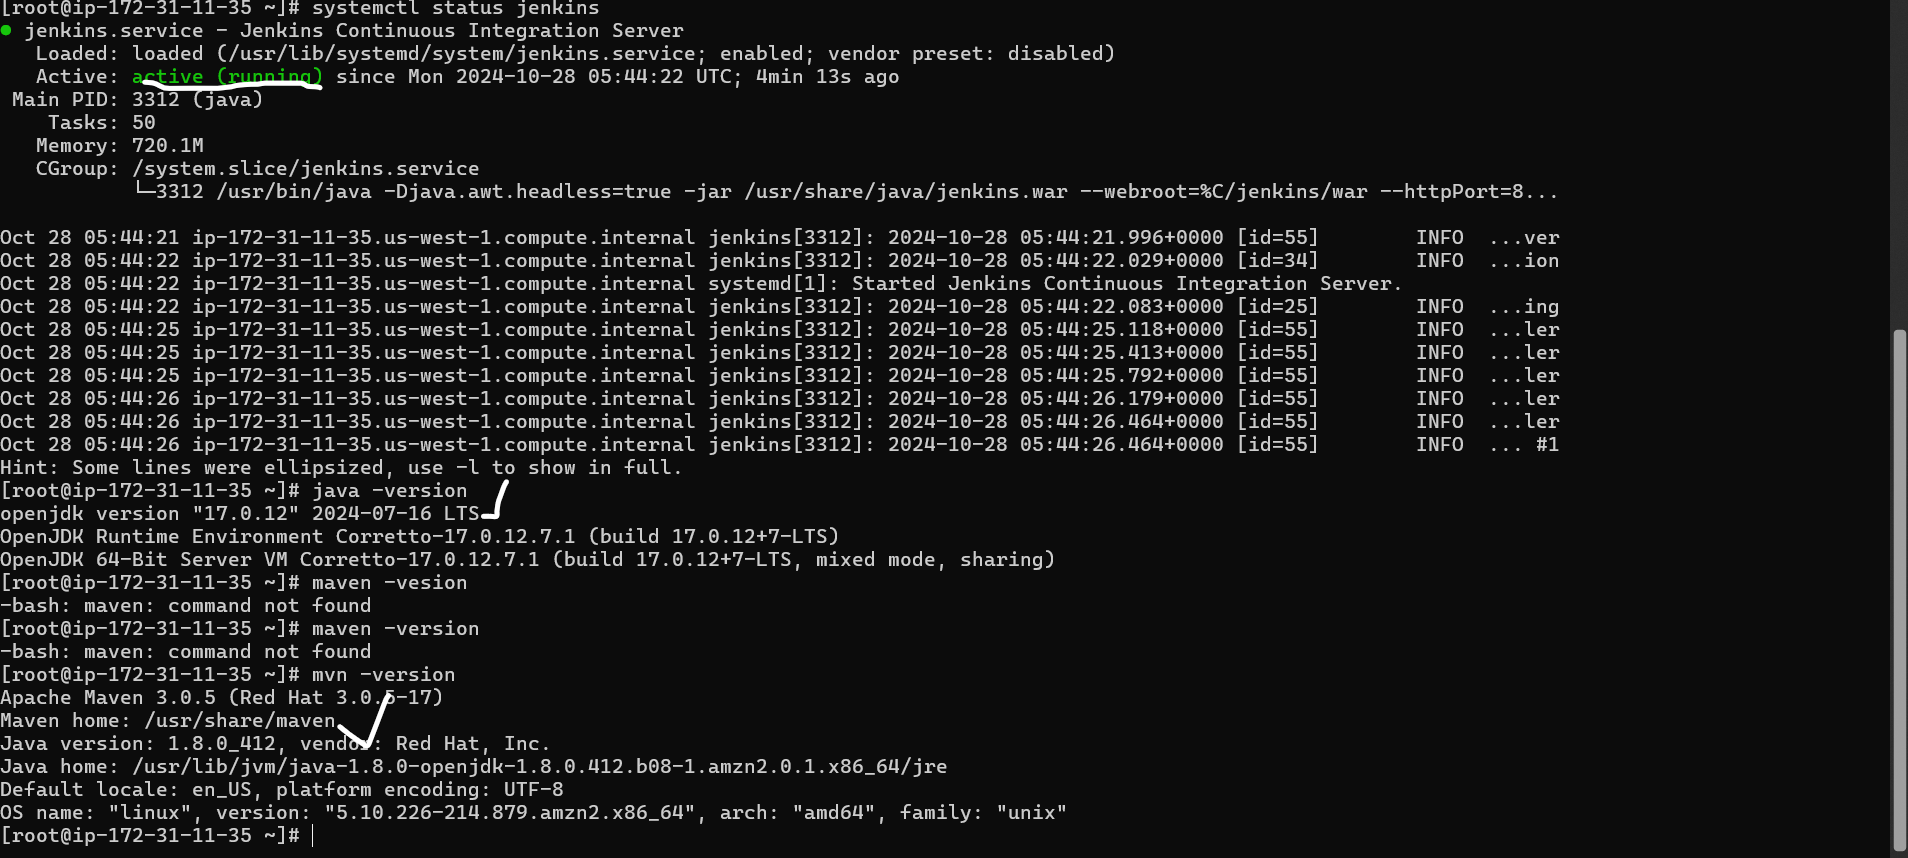 [root@ip-172-31-11-35 ~]# systemctl status jenkins
● jenkins.service - Jenkins Continuous Integration Server
   Loaded: loaded (/usr/lib/systemd/system/jenkins.service; enabled; vendor preset: disabled)
   Active: active (running) since Mon 2024-10-28 05:44:22 UTC; 4min 13s ago
 Main PID: 3312 (java)
    Tasks: 50
   Memory: 720.1M
   CGroup: /system.slice/jenkins.service
           └─3312 /usr/bin/java -Djava.awt.headless=true -jar /usr/share/java/jenkins.war --webroot=%C/jenkins/war --httpPort=8...
Oct 28 05:44:21 ip-172-31-11-35.us-west-1.compute.internal jenkins[3312]: 2024-10-28 05:44:21.996+0000 [id=55]        INFO  ...ver
Oct 28 05:44:22 ip-172-31-11-35.us-west-1.compute.internal jenkins[3312]: 2024-10-28 05:44:22.029+0000 [id=34]        INFO  ...ion
Oct 28 05:44:22 ip-172-31-11-35.us-west-1.compute.internal systemd[1]: Started Jenkins Continuous Integration Server.
Oct 28 05:44:22 ip-172-31-11-35.us-west-1.compute.internal jenkins[3312]: 2024-10-28 05:44:22.083+0000 [id=25]        INFO  ...ing
Oct 28 05:44:25 ip-172-31-11-35.us-west-1.compute.internal jenkins[3312]: 2024-10-28 05:44:25.118+0000 [id=55]        INFO  ...ler
Oct 28 05:44:25 ip-172-31-11-35.us-west-1.compute.internal jenkins[3312]: 2024-10-28 05:44:25.413+0000 [id=55]        INFO  ...ler
Oct 28 05:44:25 ip-172-31-11-35.us-west-1.compute.internal jenkins[3312]: 2024-10-28 05:44:25.792+0000 [id=55]        INFO  ...ler
Oct 28 05:44:26 ip-172-31-11-35.us-west-1.compute.internal jenkins[3312]: 2024-10-28 05:44:26.179+0000 [id=55]        INFO  ...ler
Oct 28 05:44:26 ip-172-31-11-35.us-west-1.compute.internal jenkins[3312]: 2024-10-28 05:44:26.464+0000 [id=55]        INFO  ...ler
Oct 28 05:44:26 ip-172-31-11-35.us-west-1.compute.internal jenkins[3312]: 2024-10-28 05:44:26.464+0000 [id=55]        INFO  ... #1
Hint: Some lines were ellipsized, use -l to show in full.
[root@ip-172-31-11-35 ~]# java -version
openjdk version "17.0.12" 2024-07-16 LTS
OpenJDK Runtime Environment Corretto-17.0.12.7.1 (build 17.0.12+7-LTS)
OpenJDK 64-Bit Server VM Corretto-17.0.12.7.1 (build 17.0.12+7-LTS, mixed mode, sharing)
[root@ip-172-31-11-35 ~]# maven -vesion
-bash: maven: command not found
[root@ip-172-31-11-35 ~]# maven -version
-bash: maven: command not found
[root@ip-172-31-11-35 ~]# mvn -version
Apache Maven 3.0.5 (Red Hat 3.0.5-17)
Maven home: /usr/share/maven
Java version: 1.8.0_412, vendor: Red Hat, Inc.
Java home: /usr/lib/jvm/java-1.8.0-openjdk-1.8.0.412.b08-1.amzn2.0.1.x86_64/jre
Default locale: en_US, platform encoding: UTF-8
OS name: "linux", version: "5.10.226-214.879.amzn2.x86_64", arch: "amd64", family: "unix"
[root@ip-172-31-11-35 ~]#